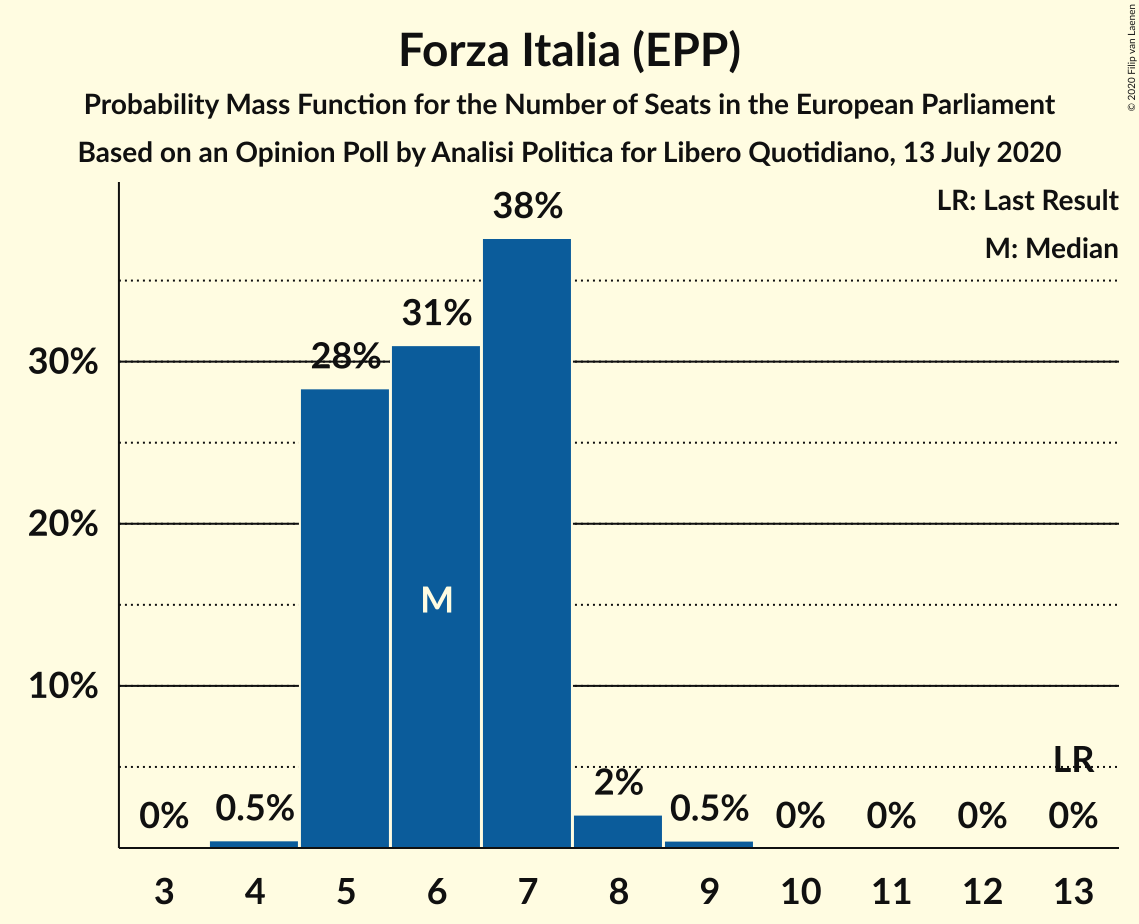 Forza Italia (EPP)
Probability Mass Function for the Number of Seats in the European Parliament
Based on an Opinion Poll by Analisi Politica for Libero Quotidiano, 13 July 2020
© 2020 Filip van Laenen
LR: Last Result
M: Median
38%
31%
28%
30%
20%
M
10%
LR
0%
0.5%
2%
0.5%
0%
0%
0%
0%
3 4 5 6 7 8 9 10 11 12 13